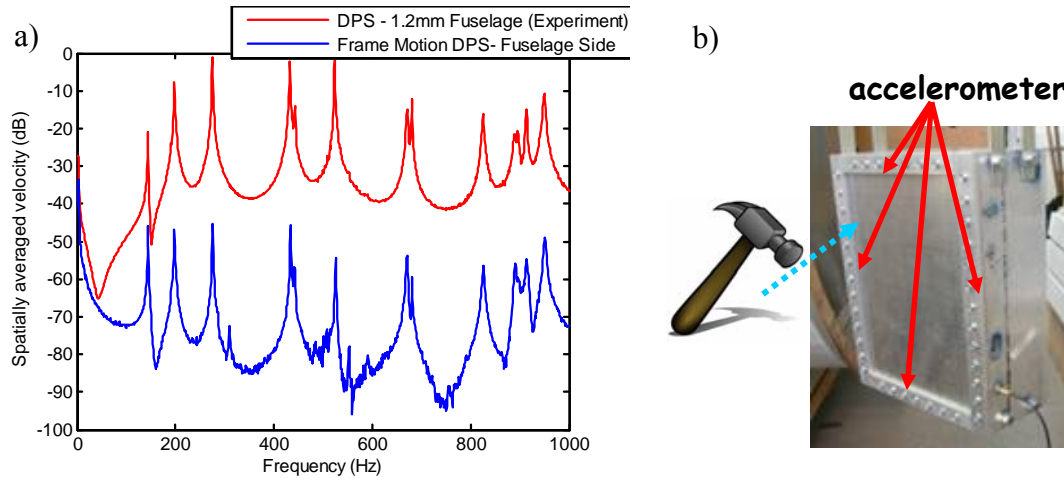 a)
DPS - 1.2mm Fuselage (Experiment)
Frame Motion DPS- Fuselage Side
Spatially averaged velocity (dB)
0
-10
-20
-30
-40
-50
-60
-70
-80
-90
-100
0
200
400
600
800
1000
Frequency (Hz)
b)
accelerometer